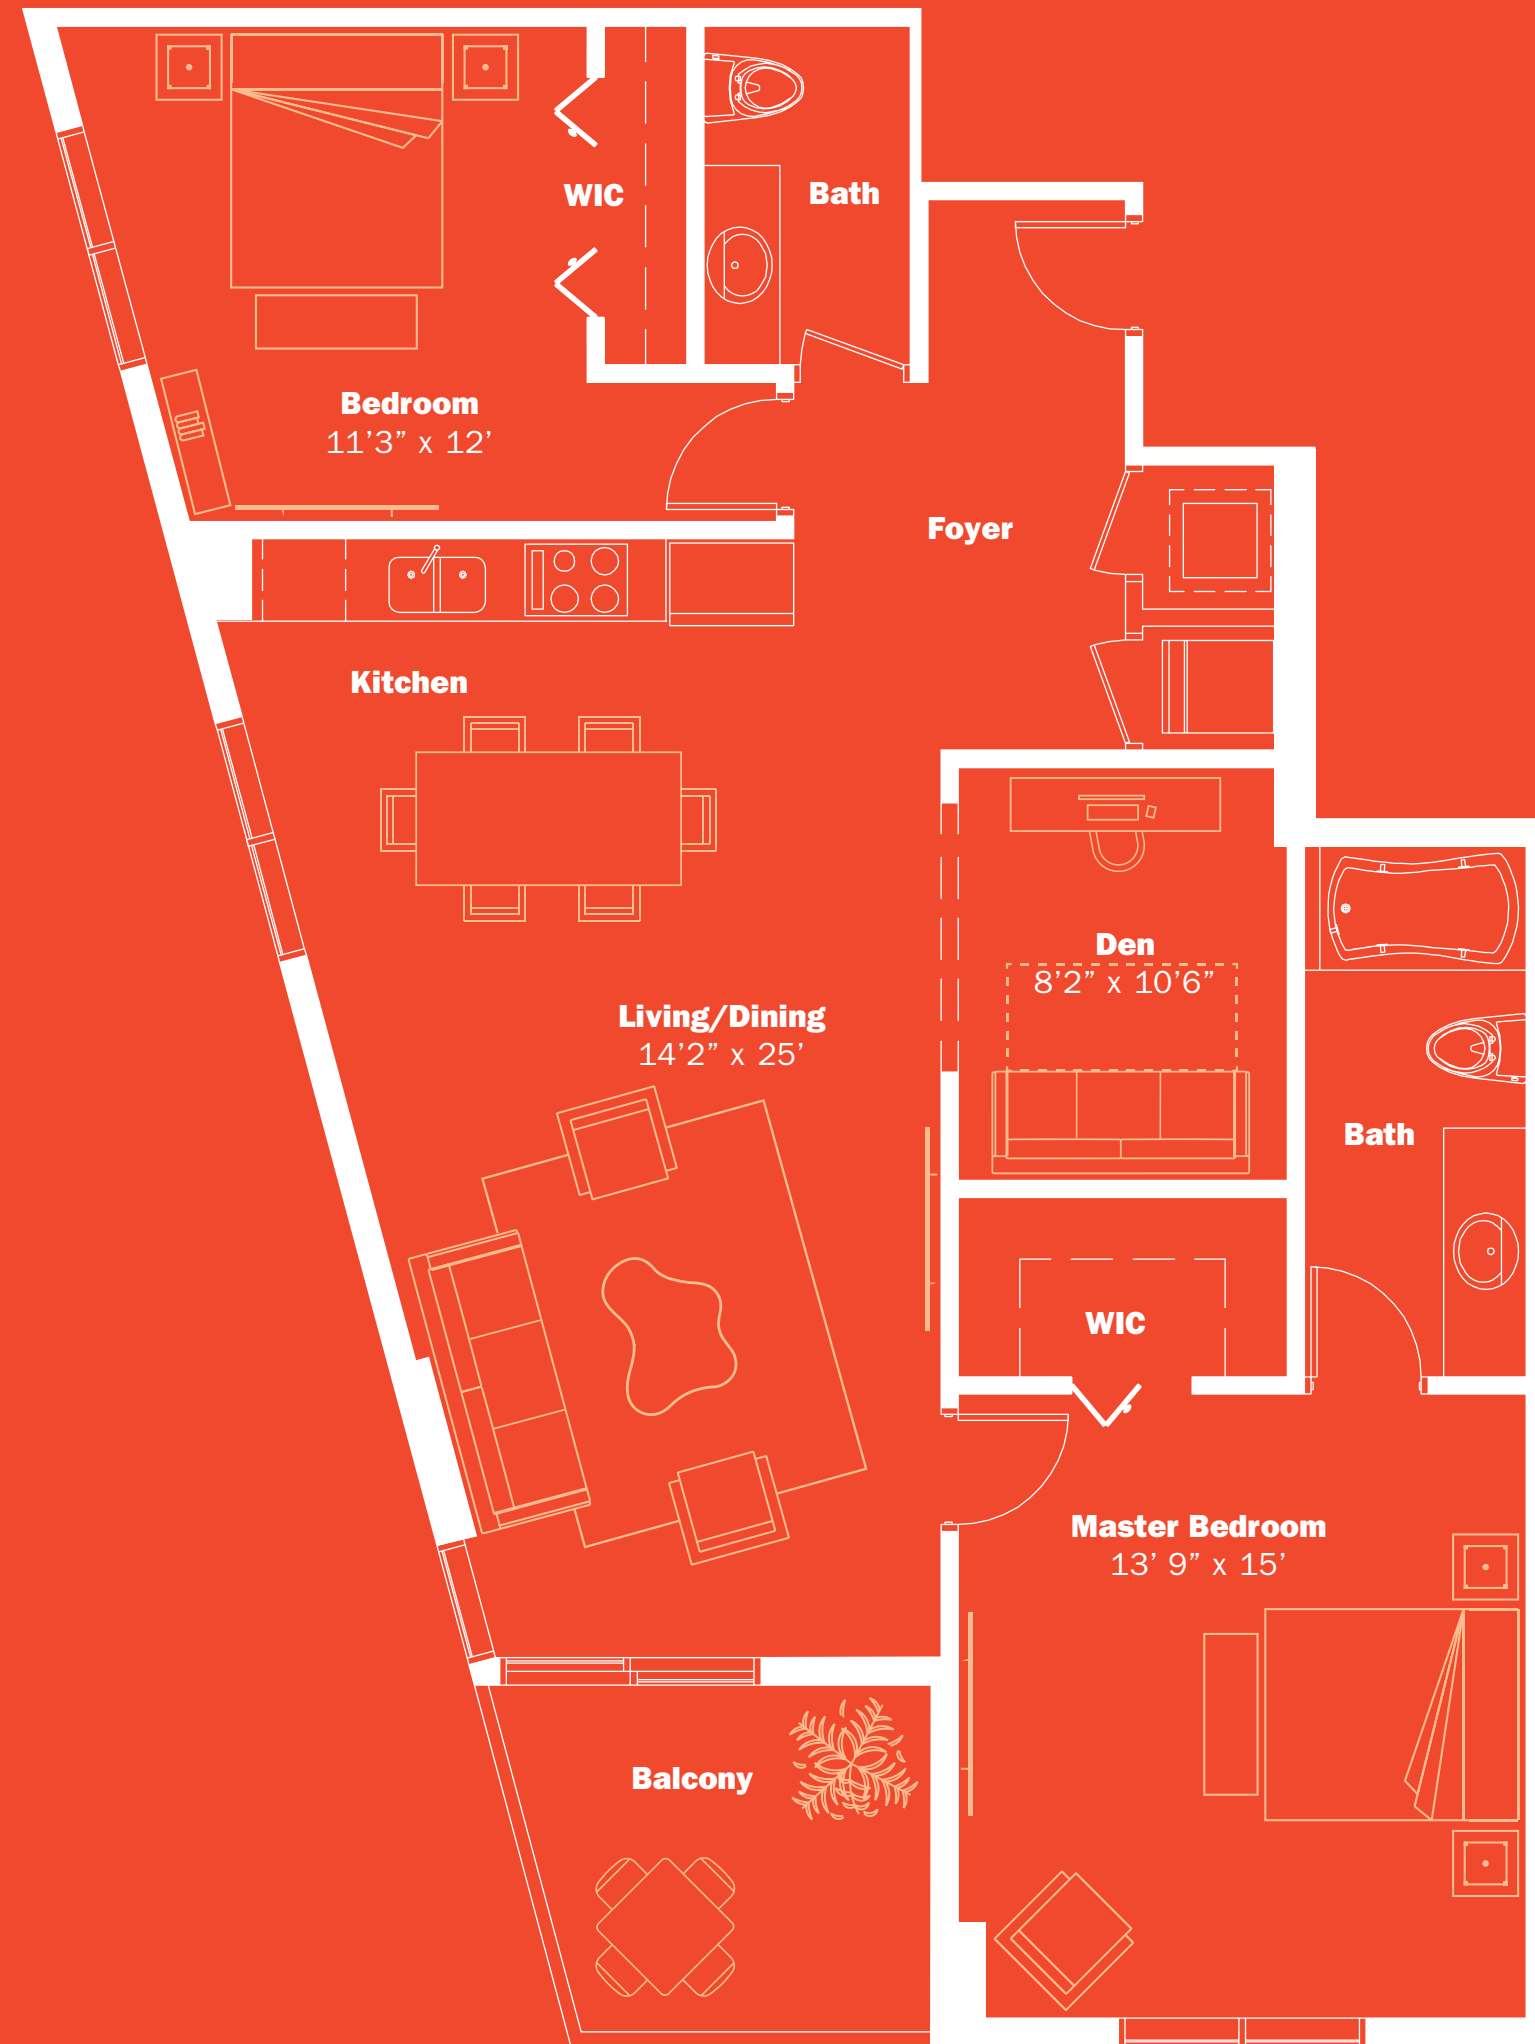 WIC
Bath
Bedroom
11’3” x 12’
Foyer
Kitchen
Den
8’2” x 10’6”
Living/Dining
14’2” x 25’
Bath
WIC
Master Bedroom
13’ 9” x 15’
Balcony